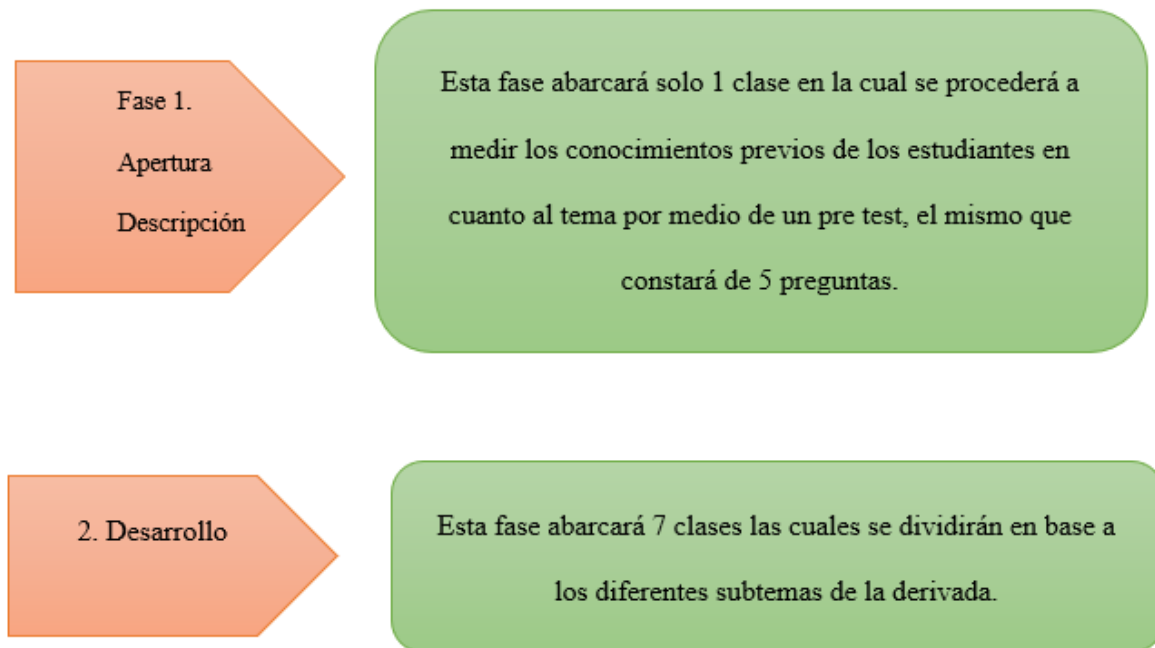 Fase 1.
Apertura
Descripción
Esta fase abarcará solo 1 clase en la cual se procederá a
medir los conocimientos previos de los estudiantes en
cuanto al tema por medio de un pre test, el mismo que
constará de 5 preguntas.
2. Desarrollo
Esta fase abarcará 7 clases las cuales se dividirán en base a
los diferentes subtemas de la derivada.